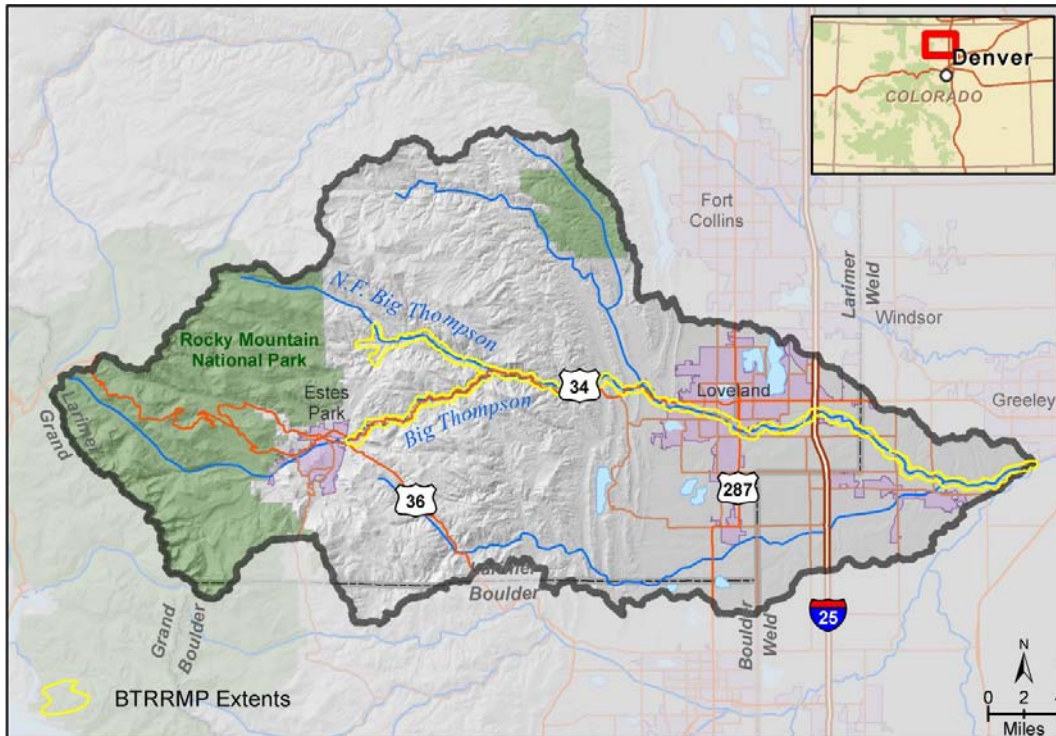 Denver
COLORADO
Fort
Collins
Larimer
Weld
Windsor
N.F. Big Thompson
Rocky Mountain
National Park
Estes
Park
34
Loveland
Greeley
Big Thompson
Larimer
Grand
36
287
Larimer
Boulder
Grand
Boulder
Boulder
Weld
25
N
BTRRMP Extents
0 2 4
Miles